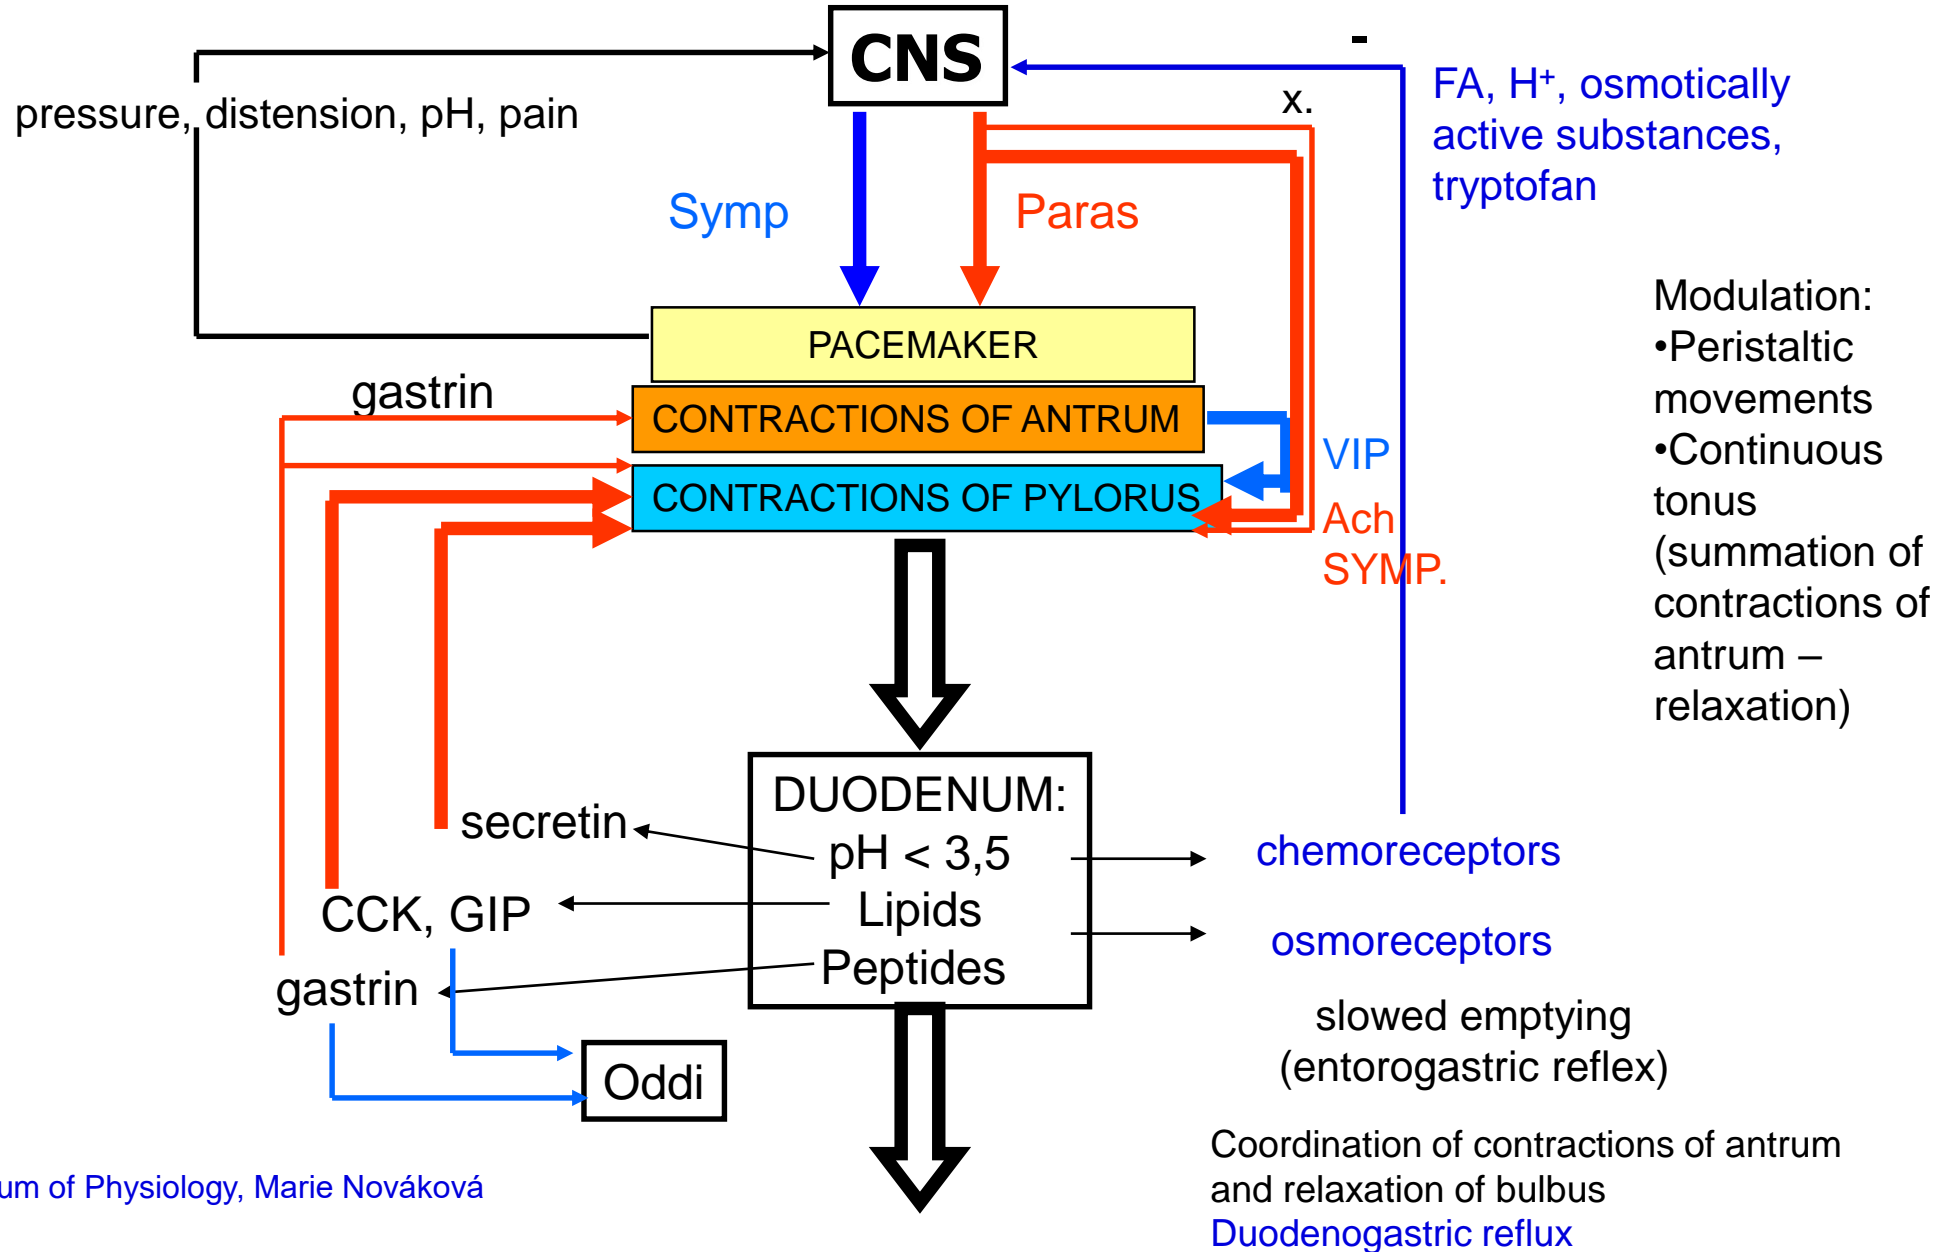 CNS
-
pressure, distension, pH, pain
x.
FA, H+, osmotically
active substances,
tryptofan
Symp
Paras
Modulation:
•Peristaltic
movements
•Continuous
tonus
(summation of
contractions of
antrum –
relaxation)
PACEMAKER
gastrin
CONTRACTIONS OF ANTRUM
VIP
CONTRACTIONS OF PYLORUS
Ach
SYMP.
DUODENUM:
pH < 3,5
Lipids
Peptides
secretin
CCK, GIP
gastrin
Oddi
chemoreceptors
osmoreceptors
slowed emptying
(entorogastric reflex)
Coordination of contractions of antrum
and relaxation of bulbus
Duodenogastric reflux
um of Physiology, Marie Nováková